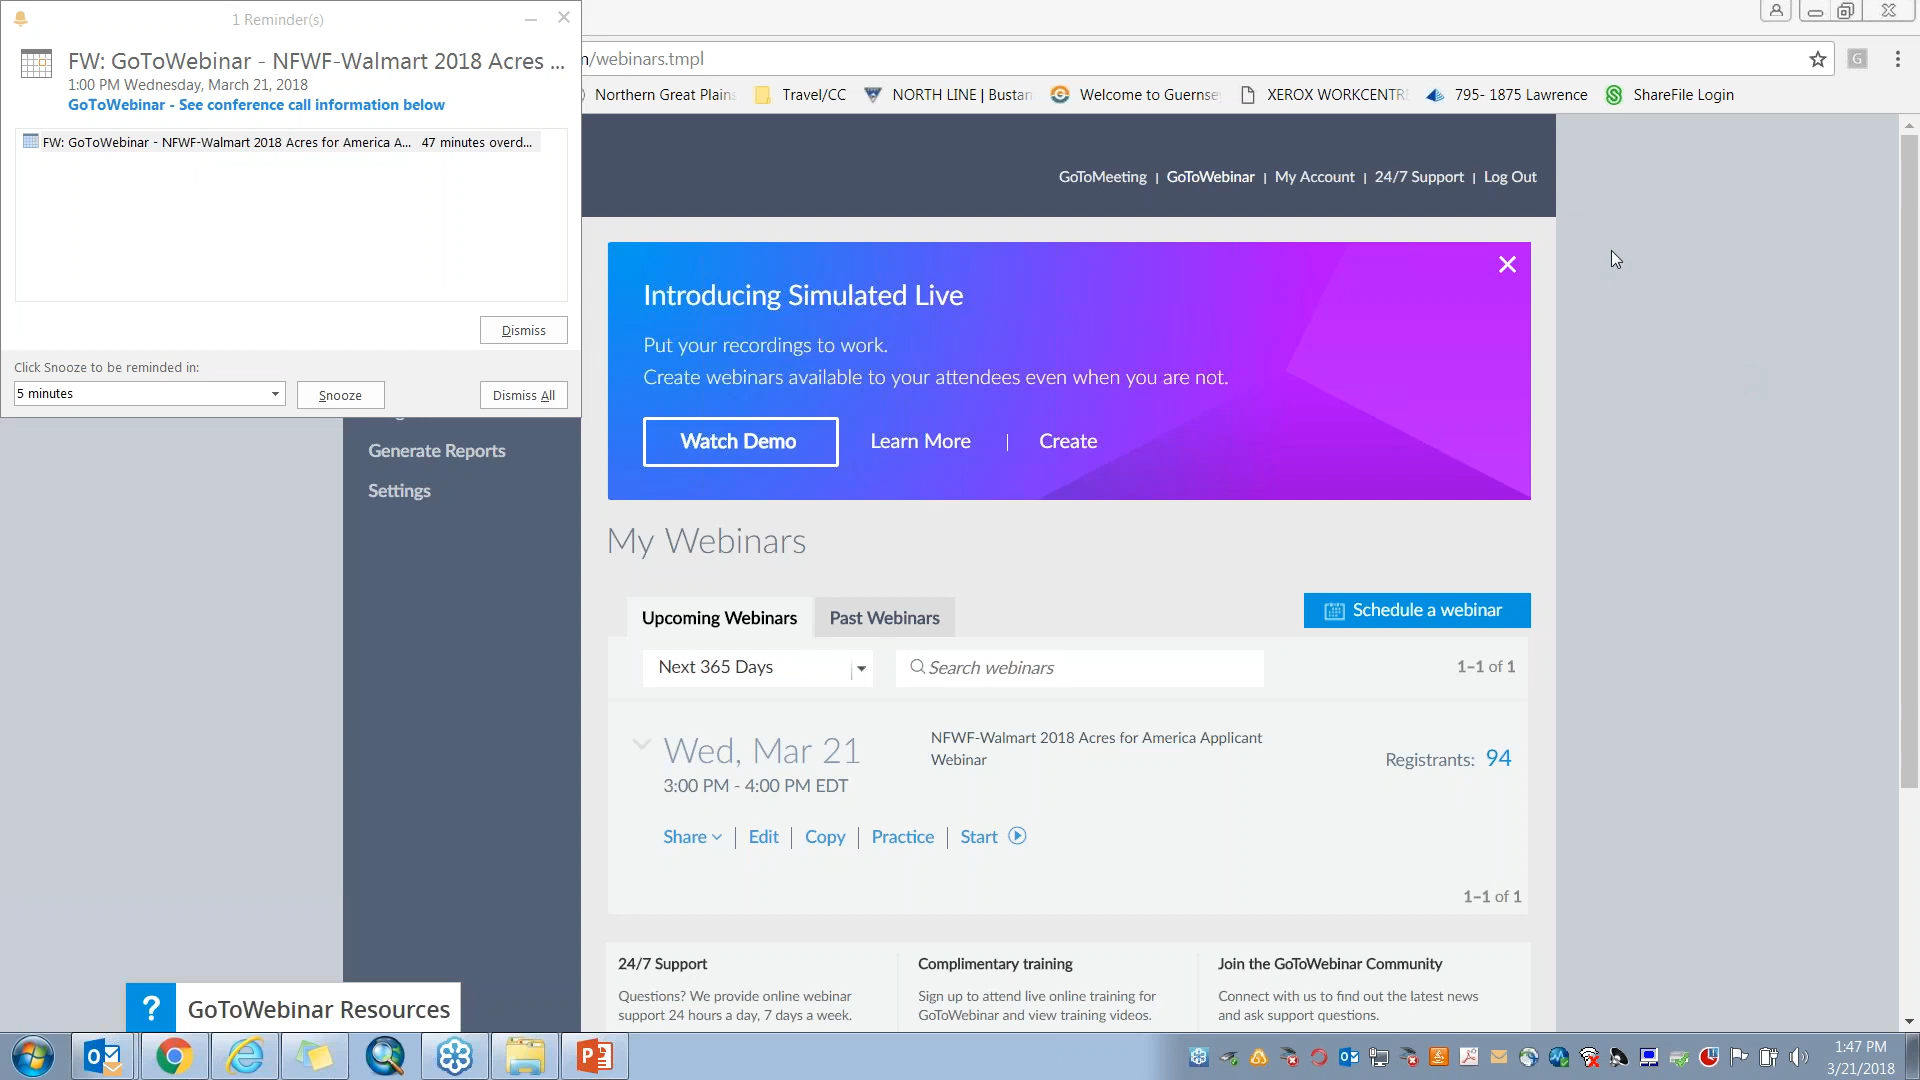 1 Reminder(s)
FW: GoToWebinar - NFWF-Walmart 2018 Acres ...
1:00 PM Wednesday, March 21, 2018
GoToWebinar - See conference call information below
FW: GoToWebinar - NFWF-Walmart 2018 Acres for America A... 47 minutes overd...
Dismiss
Click Snooze to be reminded in:
5 minutes
Snooze
Dismiss All
/webinars.tmpl
Northern Great Plains
Travel/CC
NORTH LINE | Bustan
Welcome to Guernse
XEROX WORKCENTR
795- 1875 Lawrence
ShareFile Login
GoToMeeting | GoToWebinar | My Account | 24/7 Support | Log Out
Introducing Simulated Live
Put your recordings to work.
Create webinars available to your attendees even when you are not.
Watch Demo
Learn More | Create
Generate Reports
Settings
My Webinars
Upcoming Webinars
Past Webinars
Schedule a webinar
Next 365 Days
Search webinars
1–1 of 1
Wed, Mar 21
3:00 PM - 4:00 PM EDT
NFWF-Walmart 2018 Acres for America Applicant
Webinar
Registrants: 94
Share | Edit | Copy | Practice | Start
1–1 of 1
24/7 Support
Questions? We provide online webinar
support 24 hours a day, 7 days a week.
Complimentary training
Sign up to attend live online training for
GoToWebinar and view training videos.
Join the GoToWebinar Community
Connect with us to find out the latest news
and ask support questions.
? GoToWebinar Resources
1:47 PM
3/21/2018